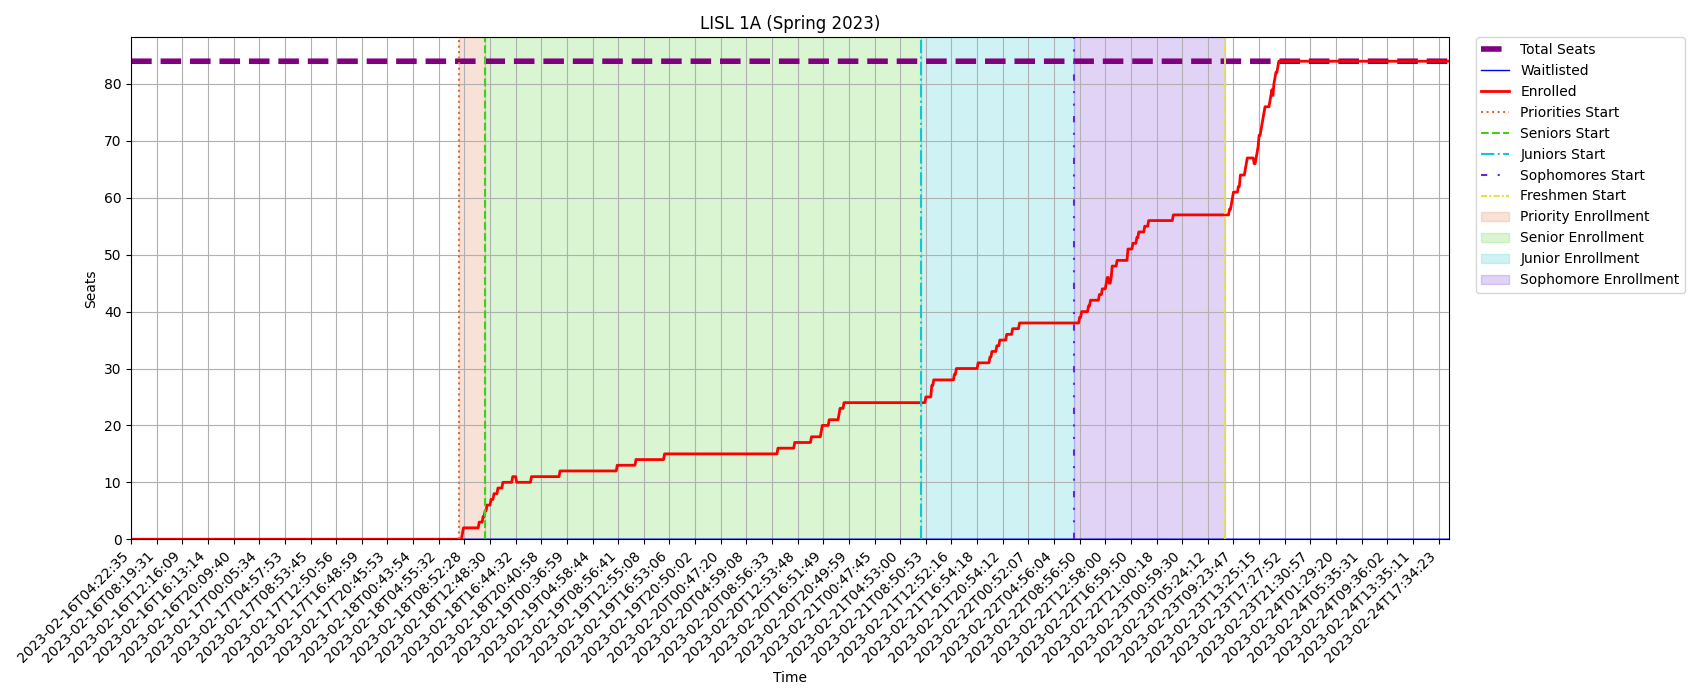 LISL 1A (Spring 2023)
Seats
80
70
60
50
40
30
20
10
0
2023-02-16T04:22:35
2023-02-16T08:19:31
2023-02-16T12:16:09
2023-02-16T16:13:14
2023-02-16T20:09:40
2023-02-17T00:05:34
2023-02-17T04:57:53
2023-02-17T08:53:45
2023-02-17T12:50:56
2023-02-17T16:48:59
2023-02-17T20:45:53
2023-02-18T00:43:54
2023-02-18T04:55:32
2023-02-18T08:52:28
2023-02-18T12:48:30
2023-02-18T16:44:32
2023-02-18T20:40:58
2023-02-19T00:36:59
2023-02-19T04:58:44
2023-02-19T08:56:41
2023-02-19T12:55:08
2023-02-19T16:53:06
2023-02-19T20:50:02
2023-02-20T00:47:20
2023-02-20T04:59:08
2023-02-20T08:56:33
2023-02-20T12:53:48
2023-02-20T16:51:49
2023-02-20T20:49:59
2023-02-21T00:47:45
2023-02-21T04:53:00
2023-02-21T08:50:53
2023-02-21T12:52:16
2023-02-21T16:54:18
2023-02-21T20:54:12
2023-02-22T00:52:07
2023-02-22T04:56:04
2023-02-22T08:56:50
2023-02-22T12:58:00
2023-02-22T16:59:50
2023-02-22T21:00:18
2023-02-23T00:59:30
2023-02-23T05:24:12
2023-02-23T09:23:47
2023-02-23T13:25:15
2023-02-23T17:27:52
2023-02-23T21:30:57
2023-02-24T01:29:20
2023-02-24T05:35:31
2023-02-24T09:36:02
2023-02-24T13:35:11
2023-02-24T17:34:23
Time
Total Seats
Waitlisted
Enrolled
Priorities Start
Seniors Start
Juniors Start
Sophomores Start
Freshmen Start
Priority Enrollment
Senior Enrollment
Junior Enrollment
Sophomore Enrollment